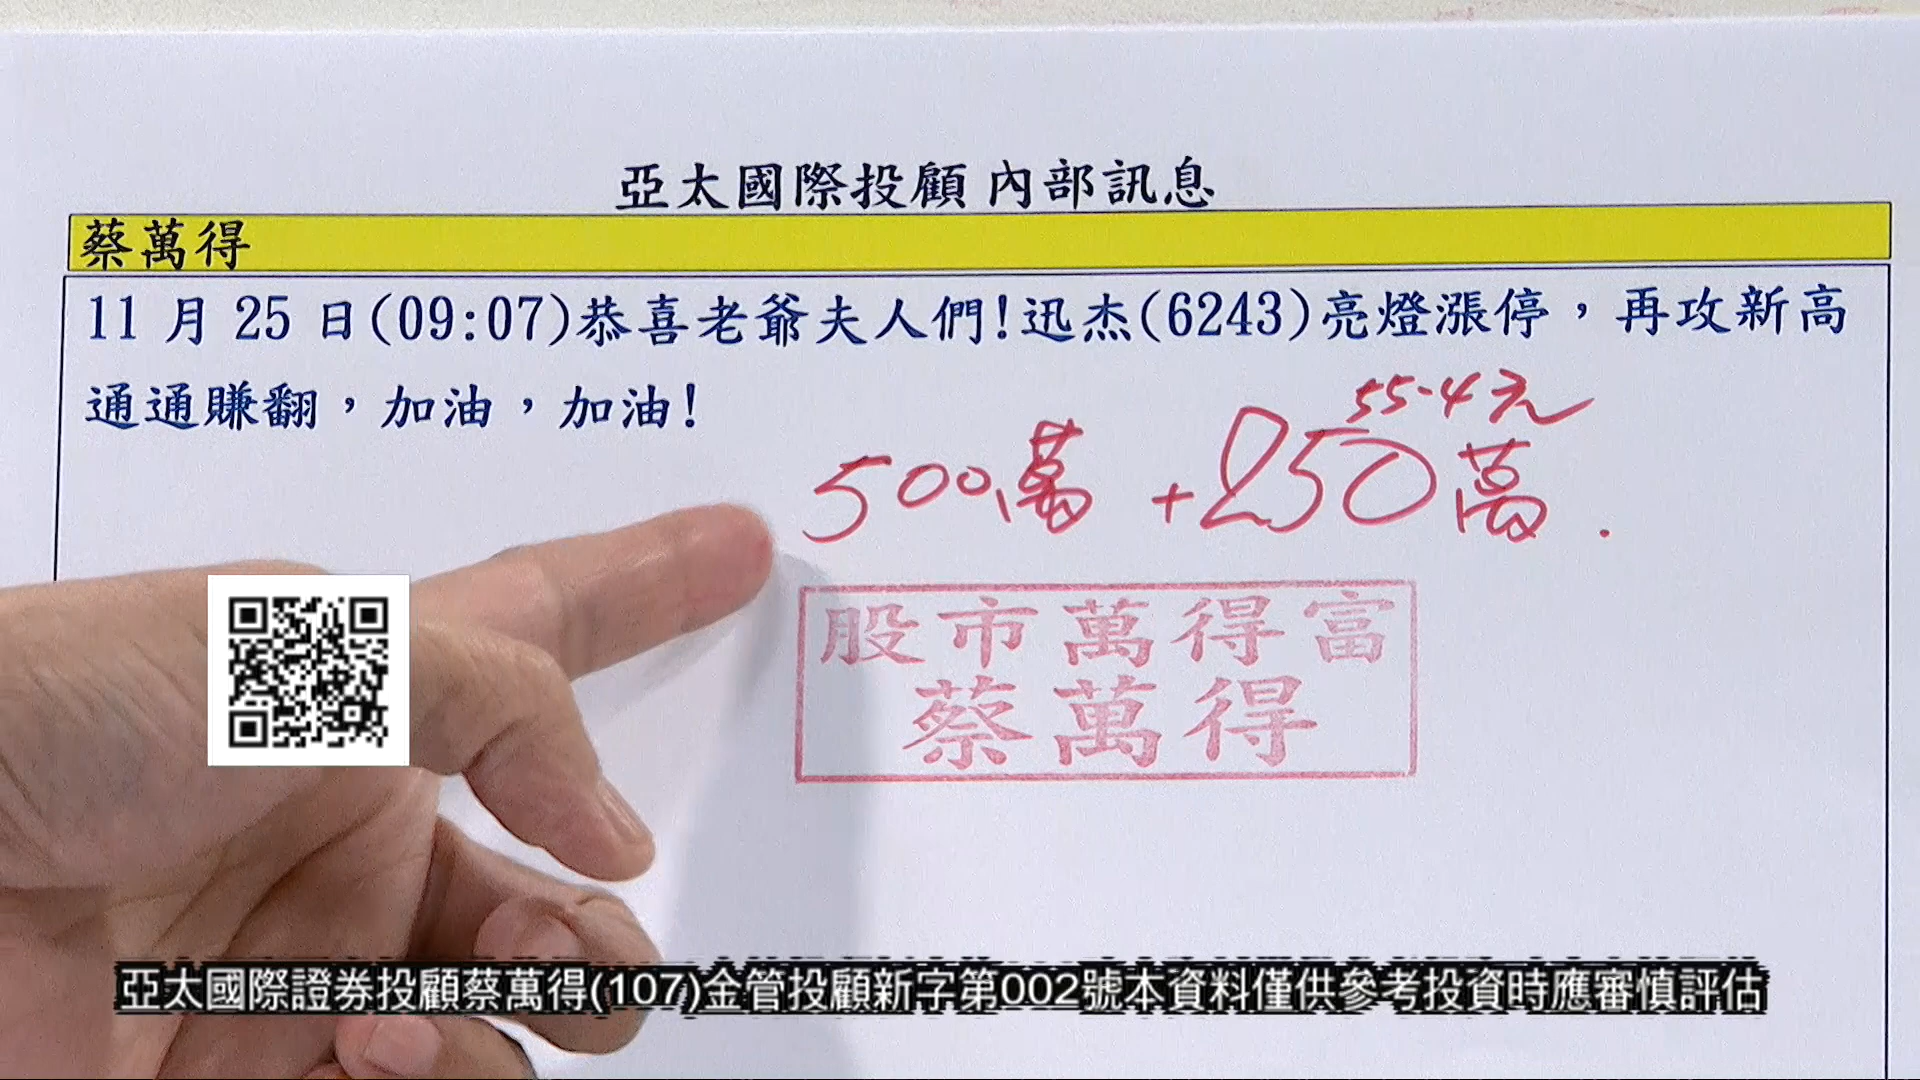 亞太國際投顧 內部訊息
蔡萬得
11 月 25 日(09:07)恭喜老爺夫人們!迅杰(6243)亮燈漲停，再攻新高
通通賺翻，加油，加油!
55.4元
500萬 +250萬.
股市萬得富
蔡萬得
亞太國際證券投顧蔡萬得(107)金管投顧新字第002號本資料僅供參考投資時應審慎評估